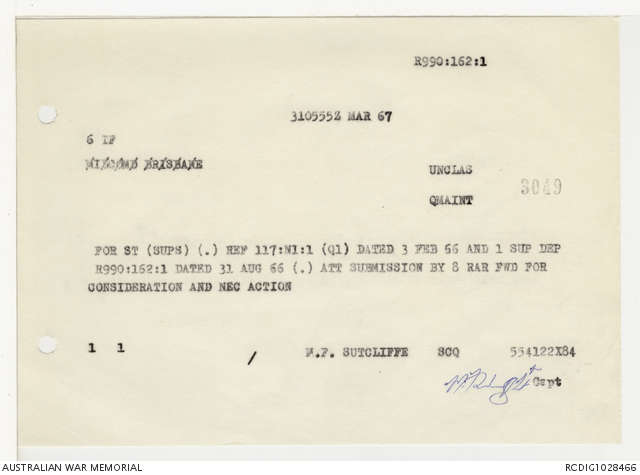 R990:162:1
310555Z MAR 67
6 TF
MILCOMD BRISBANE
UNCLAS
QMAINT
3049
FOR ST (SUPS) (.) REF 117:N1:1 (Q1) DATED 3 FEB 66 AND 1 SUP DEP
R990:162:1 DATED 31 AUG 66 (.) ATT SUBMISSION BY 8 RAR FWD FOR
CONSIDERATION AND NEC ACTION
1 1 / M.F. SUTCLIFFE SCQ 554122X84
Capt
AUSTRALIAN WAR MEMORIAL RCDIG1028466